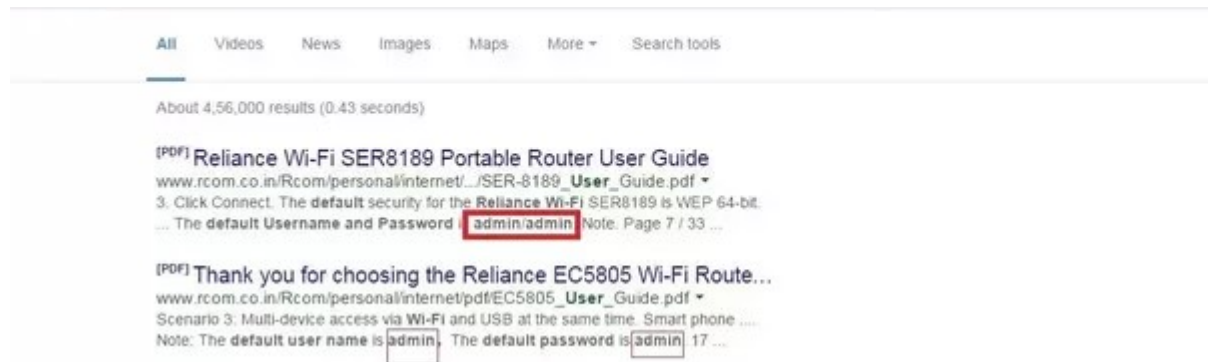 All Videos News Images Maps More Search tools
About 4,56,000 results (0.43 seconds)
[PDF] Reliance Wi-Fi SER8189 Portable Router User Guide
www.rcom.co.in/Rcom/personal/internet/.../SER-8189_User_Guide.pdf
3. Click Connect. The default security for the Reliance Wi-Fi SER8189 is WEP 64-bit.
... The default Username and Password admin/admin Note. Page 7 / 33 ...
[PDF] Thank you for choosing the Reliance EC5805 Wi-Fi Route...
www.rcom.co.in/Rcom/personal/internet/pdf/EC5805_User_Guide.pdf
Scenario 3: Multi-device access via Wi-Fi and USB at the same time. Smart phone ....
Note: The default user name is admin, The default password is admin. 17 ...